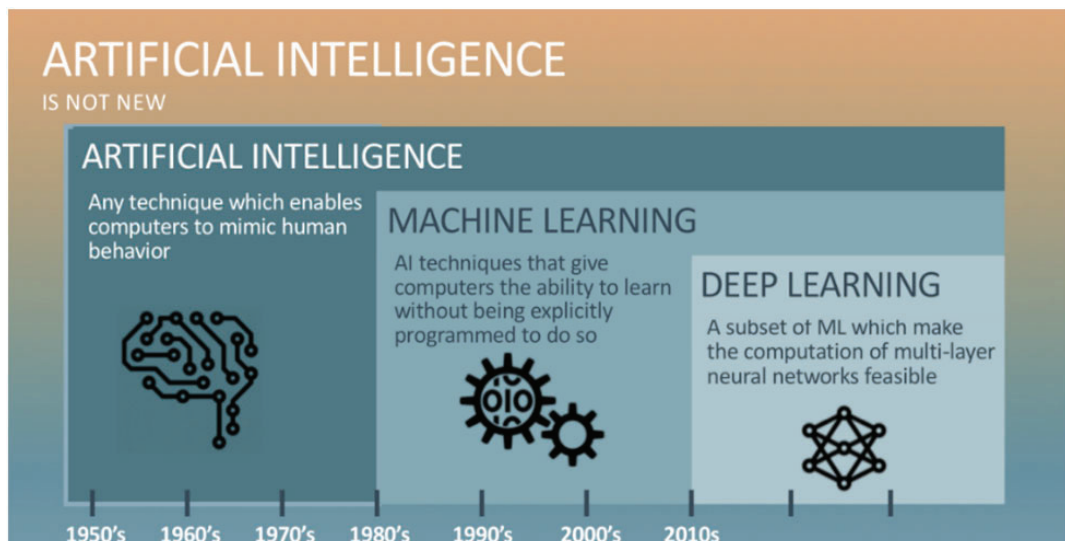 ARTIFICIAL INTELLIGENCE
IS NOT NEW
ARTIFICIAL INTELLIGENCE
Any technique which enables
computers to mimic human
behavior
MACHINE LEARNING
AI techniques that give
computers the ability to learn
without being explicitly
programmed to do so
DEEP LEARNING
A subset of ML which make
the computation of multi-layer
neural networks feasible
OIO
1950's 1960's 1970's 1980's 1990's 2000's 2010s